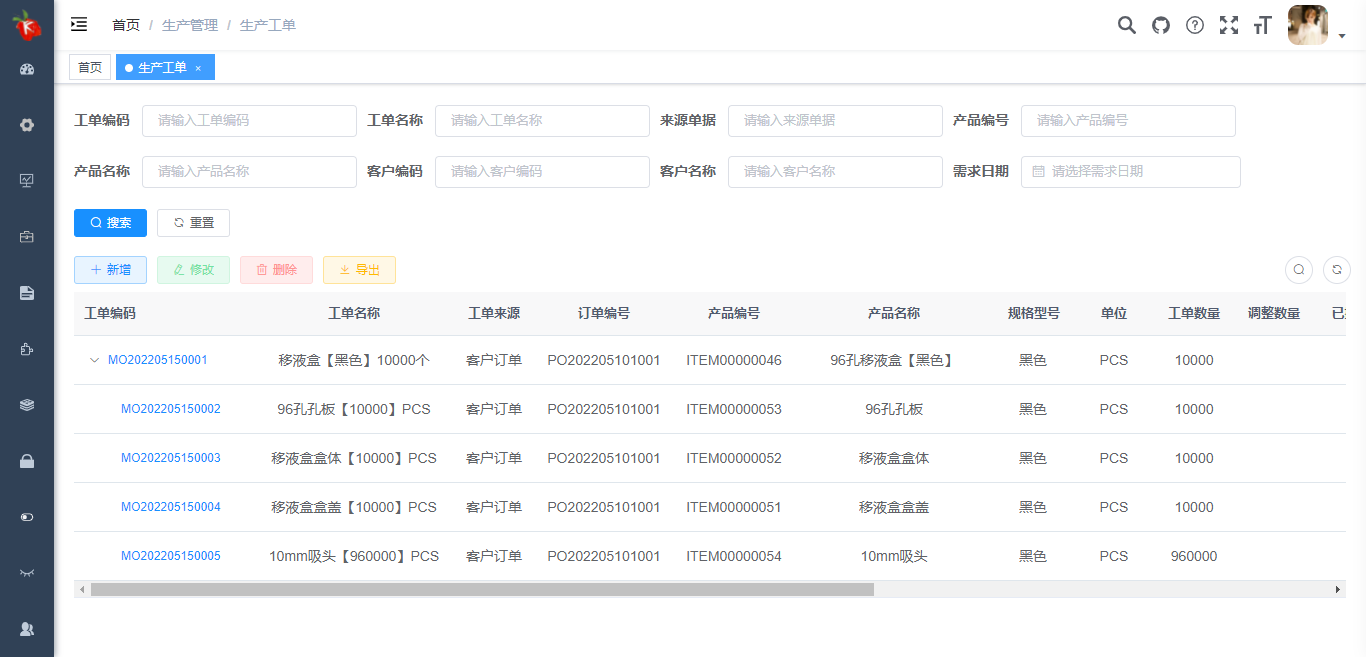 首页 / 生产管理 / 生产工单
首页 生产工单 ×
工单编码 请输入工单编码 工单名称 请输入工单名称 来源单据 请输入来源单据 产品编号 请输入产品编号
产品名称 请输入产品名称 客户编码 请输入客户编码 客户名称 请输入客户名称 需求日期 请选择需求日期
搜索 重置
新增 修改 删除 导出
工单编码 工单名称 工单来源 订单编号 产品编号 产品名称 规格型号 单位 工单数量 调整数量 已
MO202205150001 移液盒【黑色】10000个 客户订单 PO202205101001 ITEM00000046 96孔移液盒【黑色】 黑色 PCS 10000
MO202205150002 96孔孔板【10000】PCS 客户订单 PO202205101001 ITEM00000053 96孔孔板 黑色 PCS 10000
MO202205150003 移液盒盒体【10000】PCS 客户订单 PO202205101001 ITEM00000052 移液盒盒体 黑色 PCS 10000
MO202205150004 移液盒盒盖【10000】PCS 客户订单 PO202205101001 ITEM00000051 移液盒盒盖 黑色 PCS 10000
MO202205150005 10mm吸头【960000】PCS 客户订单 PO202205101001 ITEM00000054 10mm吸头 黑色 PCS 960000